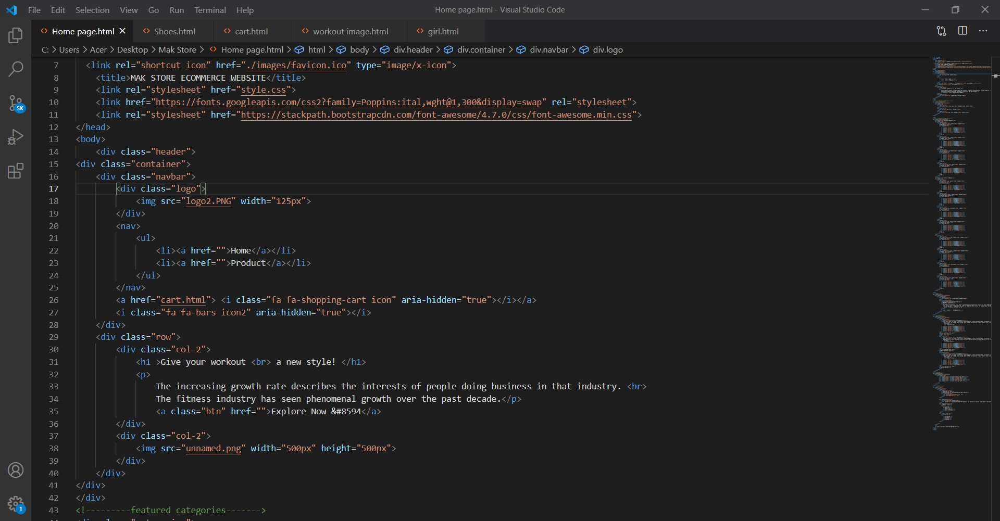 File Edit Selection View Go Run Terminal Help
Home page.html - Visual Studio Code
Home page.html Shoes.html cart.html workout image.html girl.html
C: > Users > Acer > Desktop > Mak Store > Home page.html > html > body > div.header > div.container > div.navbar > div.logo
7 <link rel="shortcut icon" href="./images/favicon.ico" type="image/x-icon">
8 <title>MAK STORE ECOMMERCE WEBSITE</title>
9 <link rel="stylesheet" href="style.css">
10 <link href="https://fonts.googleapis.com/css2?family=Poppins:ital,wght@1,300&display=swap" rel="stylesheet">
11 <link rel="stylesheet" href="https://stackpath.bootstrapcdn.com/font-awesome/4.7.0/css/font-awesome.min.css">
12 </head>
13 <body>
14 <div class="header">
15 <div class="container">
16 <div class="navbar">
17 <div class="logo">
18 <img src="logo2.PNG" width="125px">
19 </div>
20 <nav>
21 <ul>
22 <li><a href="">Home</a></li>
23 <li><a href="">Product</a></li>
24 </ul>
25 </nav>
26 <a href="cart.html"> <i class="fa fa-shopping-cart icon" aria-hidden="true"></i></a>
27 <i class="fa fa-bars icon2" aria-hidden="true"></i>
28 </div>
29 <div class="row">
30 <div class="col-2">
31 <h1 >Give your workout <br> a new style! </h1>
32 <p>
33 The increasing growth rate describes the interests of people doing business in that industry. <br>
34 The fitness industry has seen phenomenal growth over the past decade.</p>
35 <a class="btn" href="">Explore Now &#8594</a>
36 </div>
37 <div class="col-2">
38 <img src="unnamed.png" width="500px" height="500px">
39 </div>
40 </div>
41 </div>
42 </div>
43 <!---------featured categories------->
5K
1